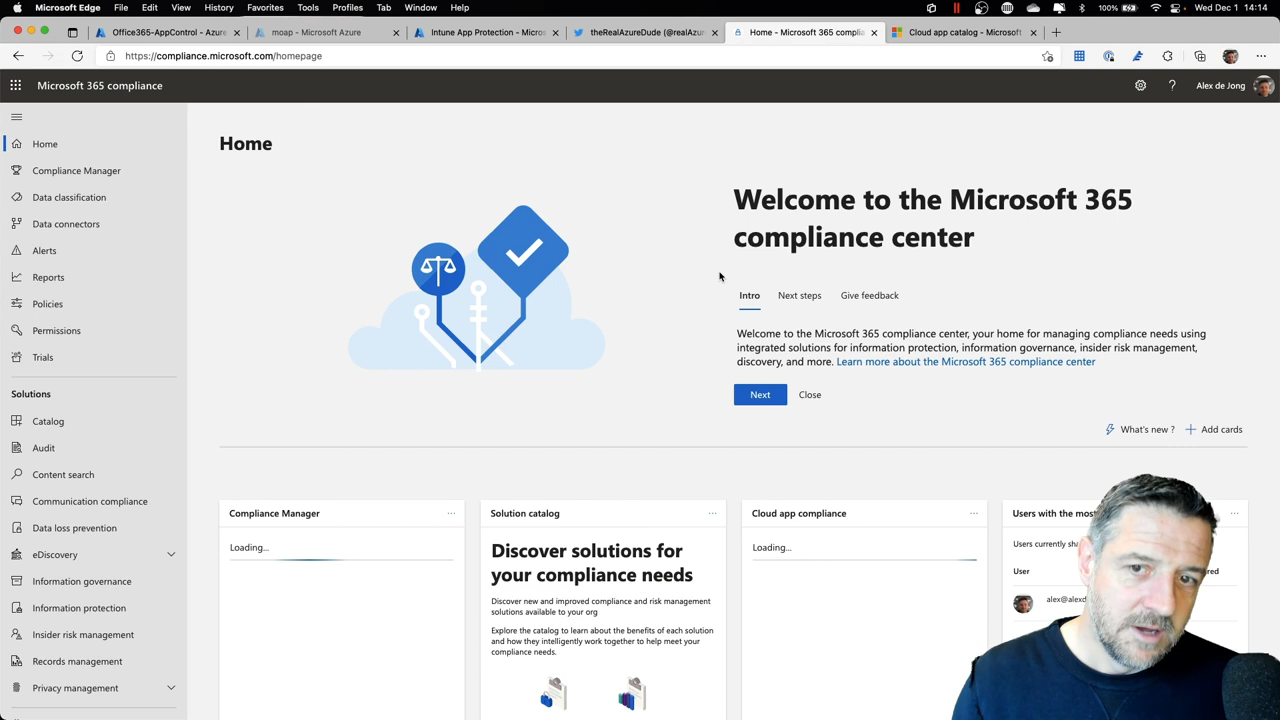 Microsoft Edge File Edit View History Favorites Tools Profiles Tab Window Help 100% Wed Dec 1 14:14
Office365-AppControl - Azure
moap - Microsoft Azure
Intune App Protection - Micros
theRealAzureDude (@realAzur
Home - Microsoft 365 complia
Cloud app catalog - Microsoft
https://compliance.microsoft.com/homepage
Microsoft 365 compliance
Alex de Jong
Home
Compliance Manager
Data classification
Data connectors
Alerts
Reports
Policies
Permissions
Trials
Solutions
Catalog
Audit
Content search
Communication compliance
Data loss prevention
eDiscovery
Information governance
Information protection
Insider risk management
Records management
Privacy management
Home
Welcome to the Microsoft 365
compliance center
Intro Next steps Give feedback
Welcome to the Microsoft 365 compliance center, your home for managing compliance needs using
integrated solutions for information protection, information governance, insider risk management,
discovery, and more. Learn more about the Microsoft 365 compliance center
Next Close
What's new ? Add cards
Compliance Manager
Loading...
Solution catalog
Discover solutions for
your compliance needs
Discover new and improved compliance and risk management
solutions available to your org
Explore the catalog to learn about the benefits of each solution
and how they intelligently work together to help meet your
compliance needs.
Cloud app compliance
Loading...
Users with the most
Users currently sha
User red
alex@alexd